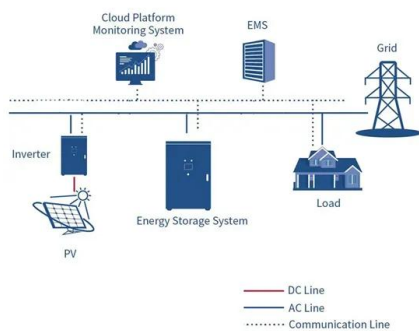 Cloud Platform
Monitoring System
EMS
Grid
Inverter
Energy Storage System
Load
PV
DC Line
AC Line
Communication Line